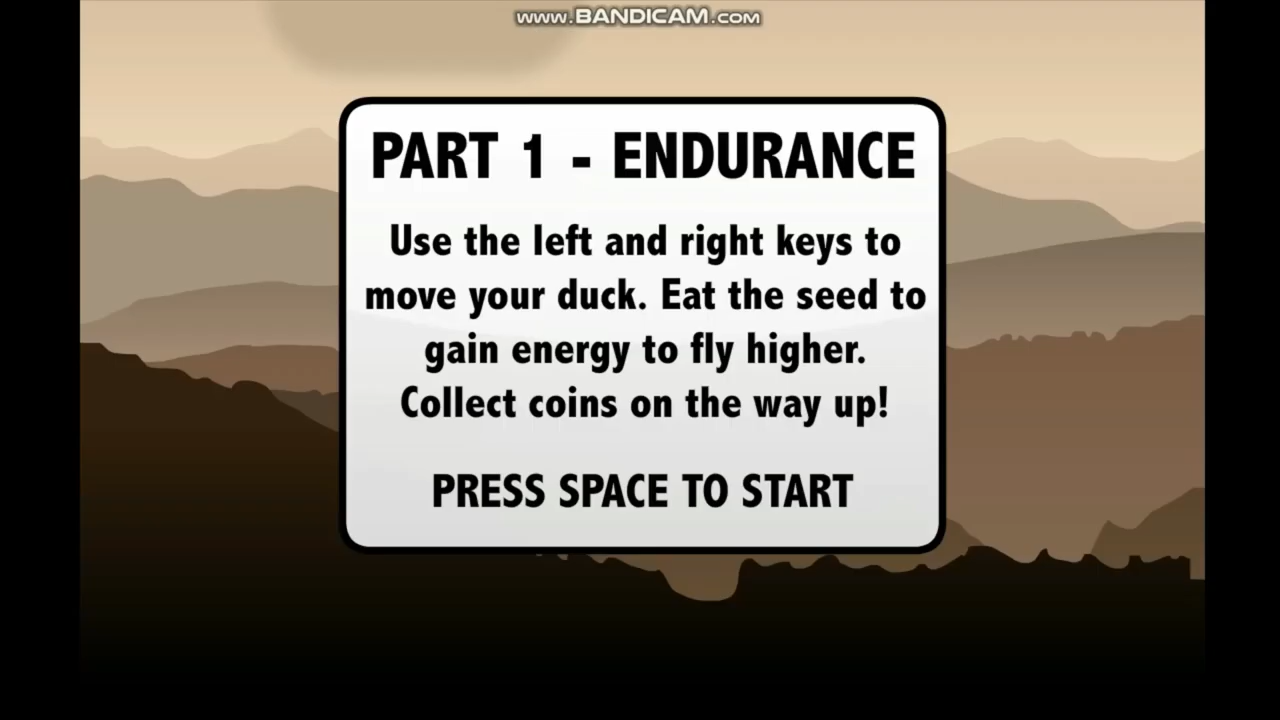 www.BANDICAM.com
PART 1 - ENDURANCE
Use the left and right keys to
move your duck. Eat the seed to
gain energy to fly higher.
Collect coins on the way up!
PRESS SPACE TO START